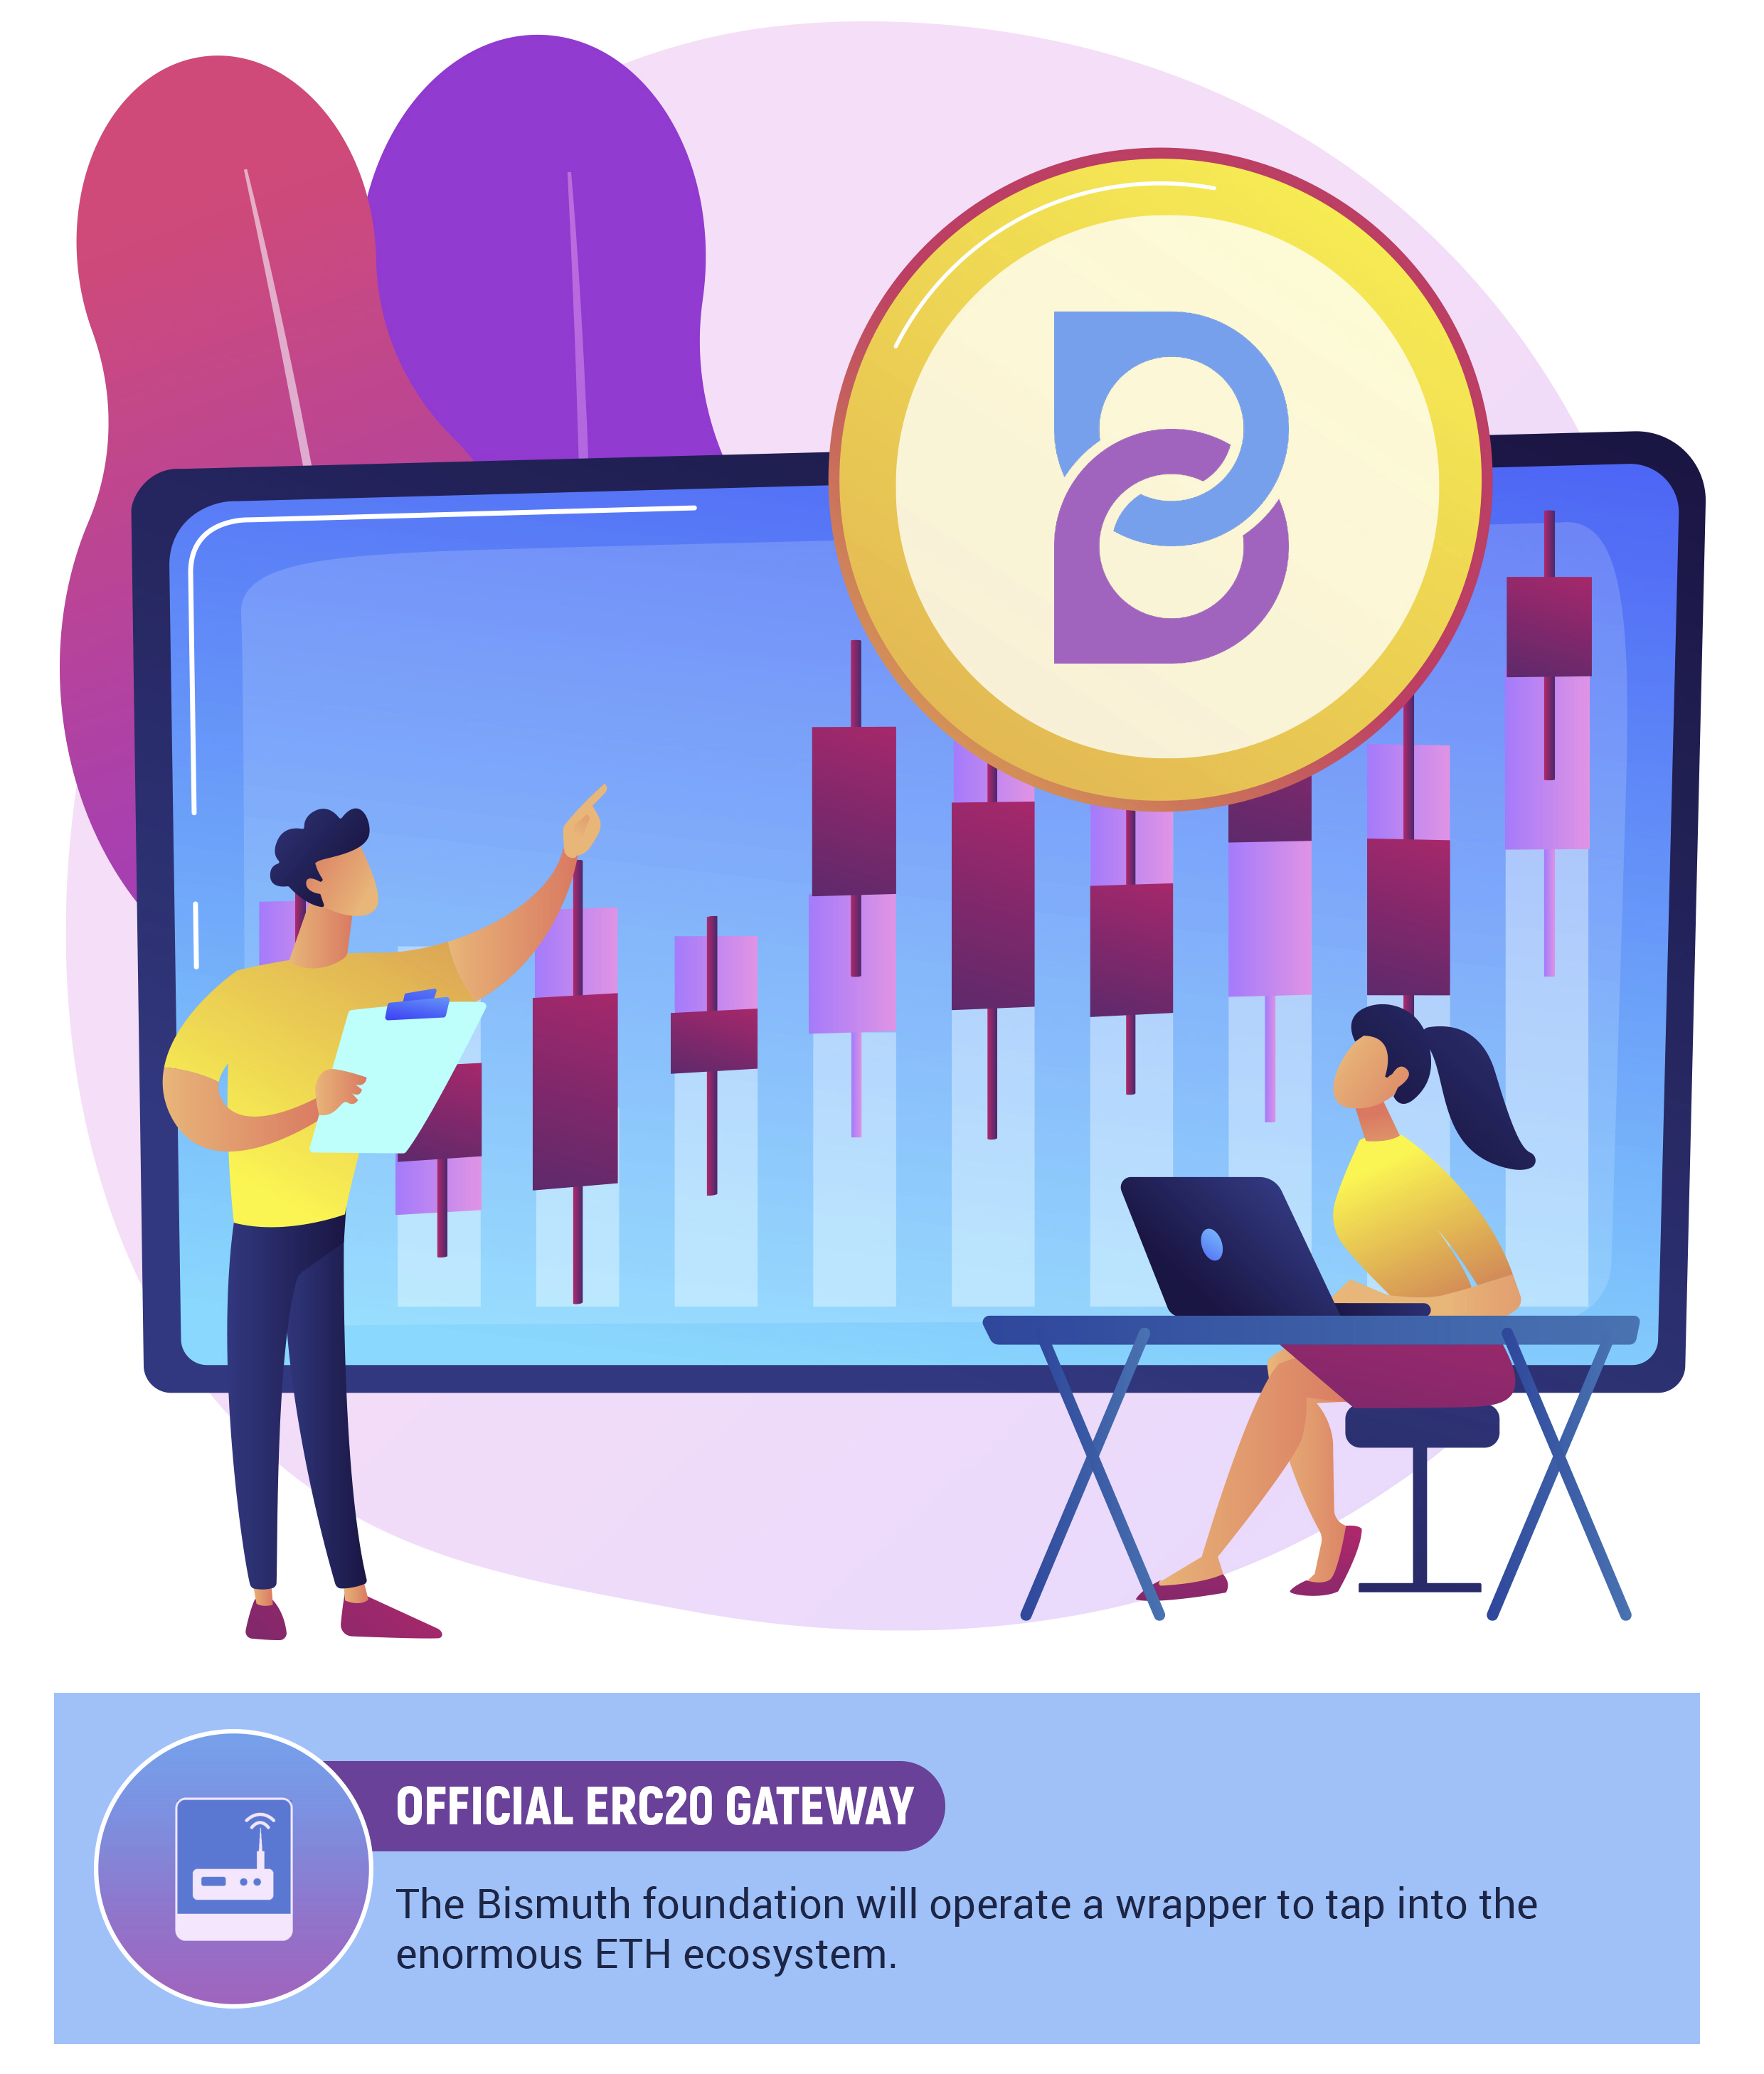 OFFICIAL ERC20 GATEWAY
The Bismuth foundation will operate a wrapper to tap into the
enormous ETH ecosystem.